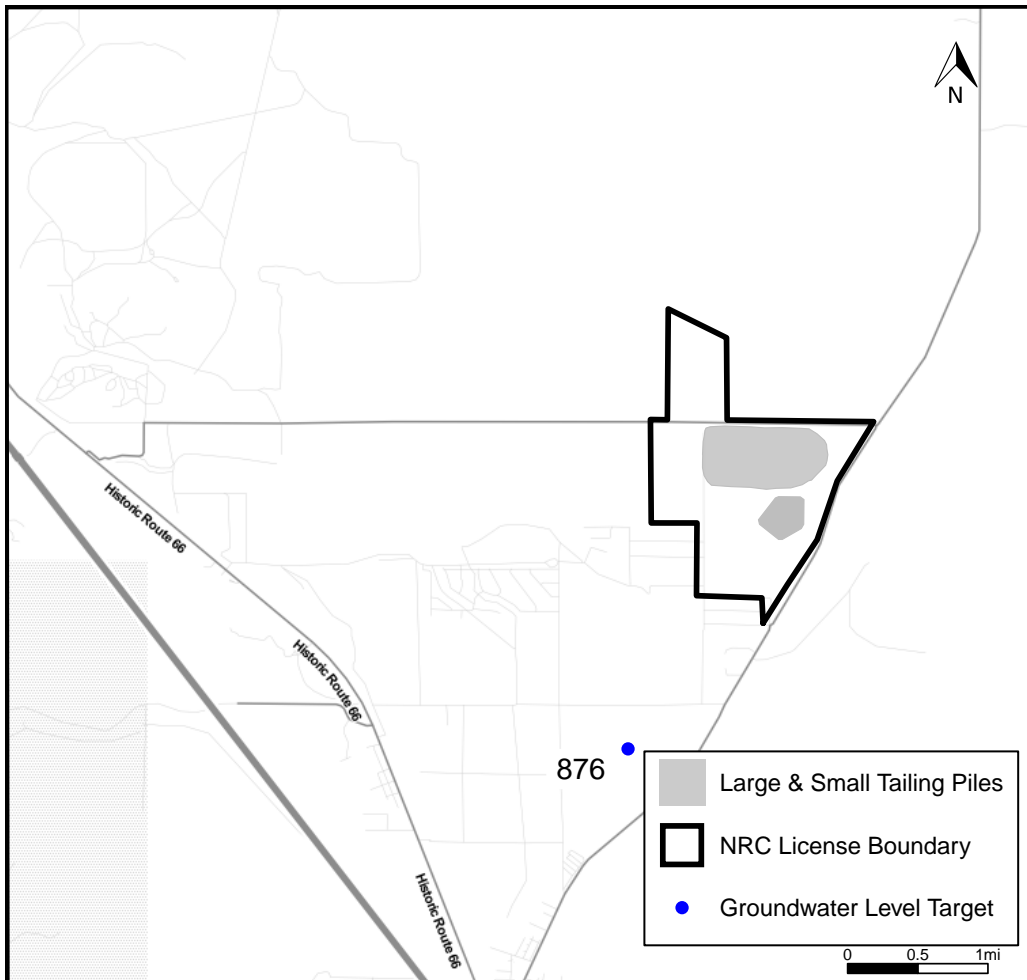 N
Historic Route 66
Historic Route 66
876
Large & Small Tailing Piles
NRC License Boundary
Historic Route 66
Groundwater Level Target
0 0.5 1mi